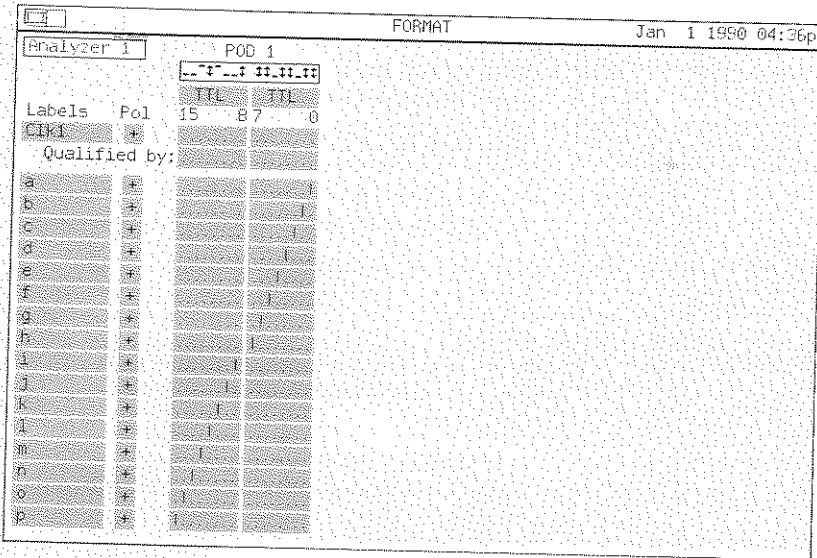 FORMAT
Jan 1 1990 04:36p
Analyzer 1
POD 1
TTL TTL
Labels Pol 15 8 7 0
Clk1 +
Qualified by:
a +
b +
c +
d +
e +
f +
g +
h +
i +
j +
k +
l +
m +
n +
o +
p +